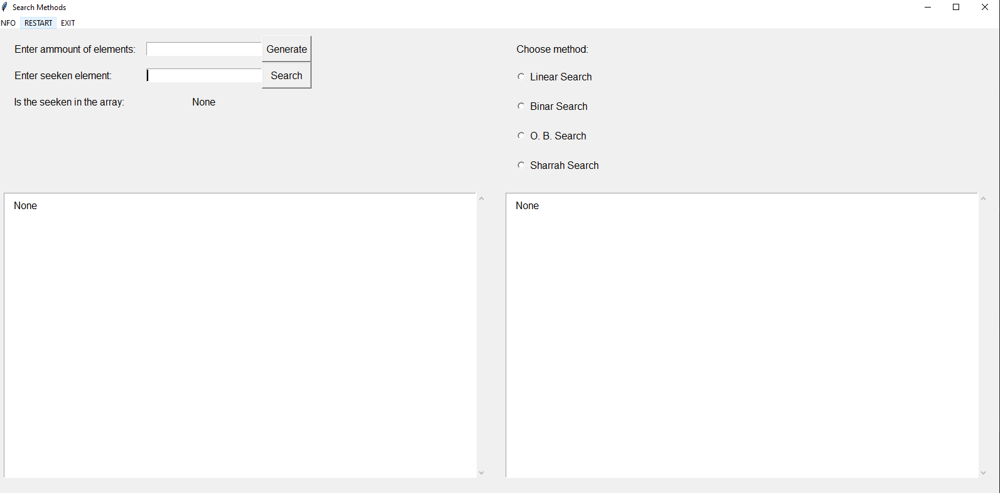 Search Methods
INFO RESTART EXIT
Enter ammount of elements: Generate
Enter seeken element: Search
Is the seeken in the array: None
Choose method:
Linear Search
Binar Search
O. B. Search
Sharrah Search
None
None